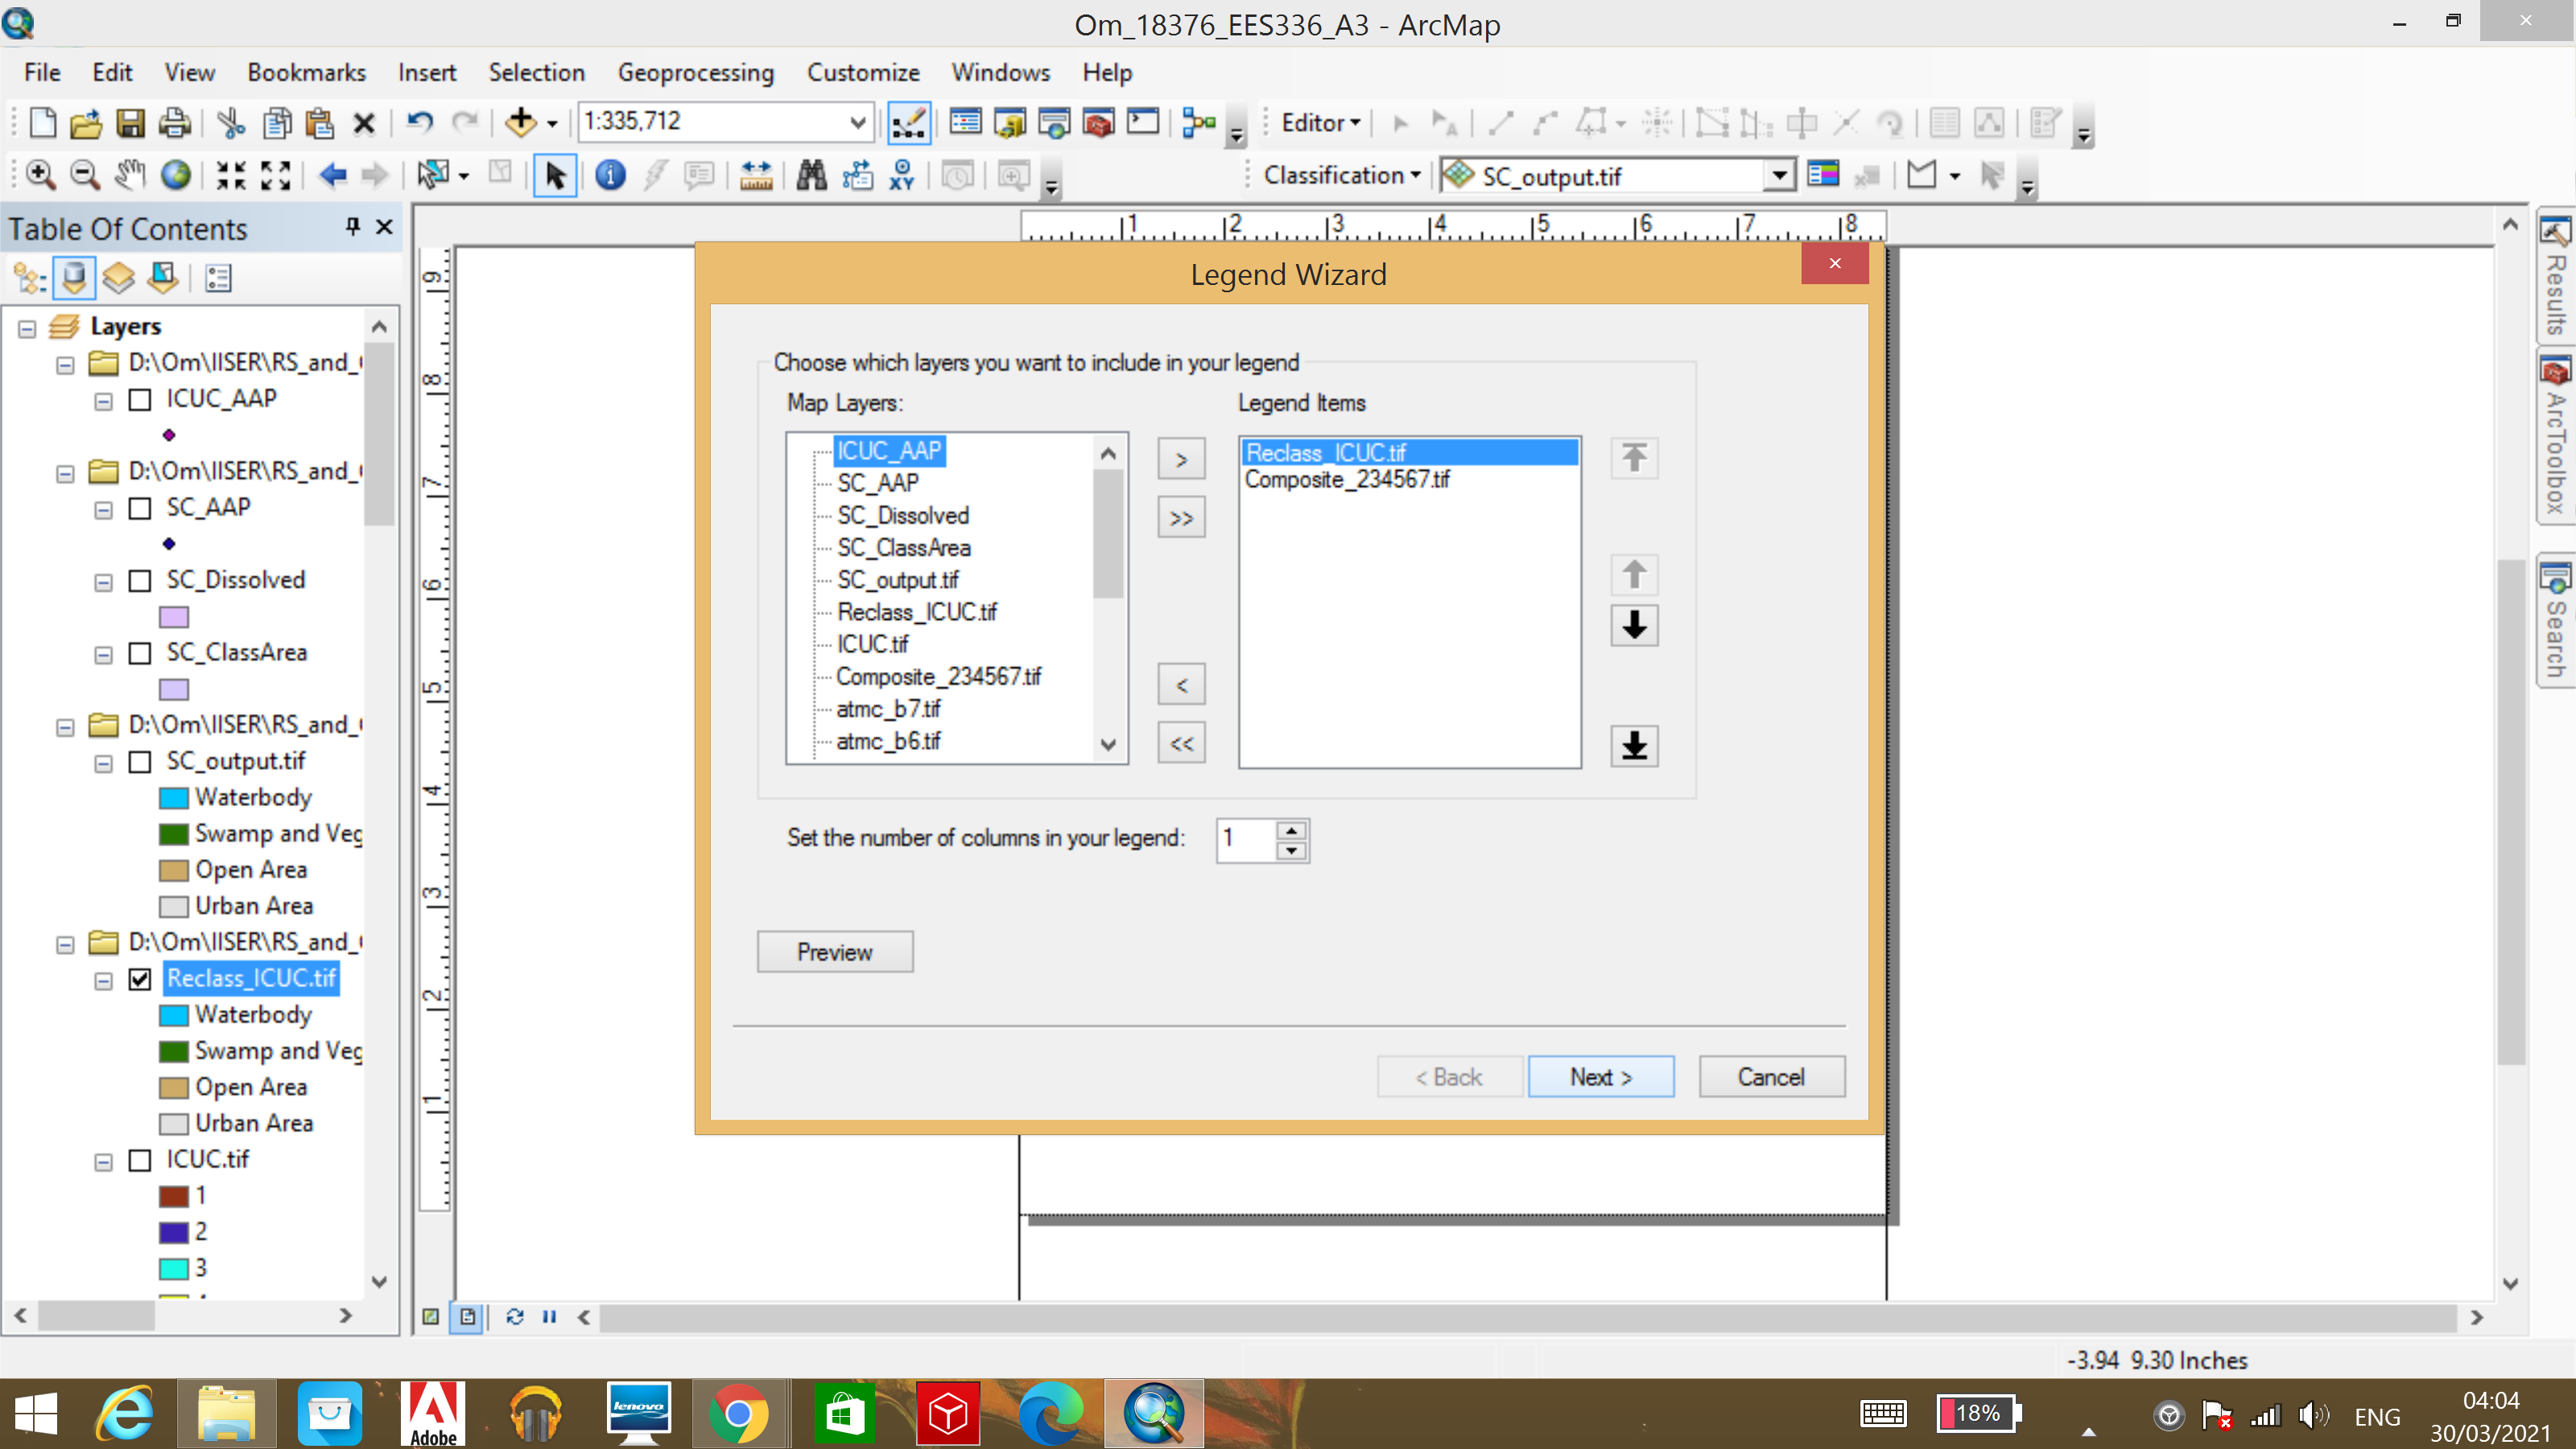 Om_18376_EES336_A3 - ArcMap
File Edit View Bookmarks Insert Selection Geoprocessing Customize Windows Help
1:335,712
Editor
XY
Classification
SC_output.tif
Table Of Contents
1 2 3 4 5 6 7 8
9
8
7
6
5
4
3
2
1
Layers
D:\Om\IISER\RS_and_
ICUC_AAP
D:\Om\IISER\RS_and_
SC_AAP
SC_Dissolved
SC_ClassArea
D:\Om\IISER\RS_and_
SC_output.tif
Waterbody
Swamp and Veg
Open Area
Urban Area
D:\Om\IISER\RS_and_
Reclass_ICUC.tif
Waterbody
Swamp and Veg
Open Area
Urban Area
ICUC.tif
1
2
3
Legend Wizard
Choose which layers you want to include in your legend
Map Layers:
ICUC_AAP
SC_AAP
SC_Dissolved
SC_ClassArea
SC_output.tif
Reclass_ICUC.tif
ICUC.tif
Composite_234567.tif
atmc_b7.tif
atmc_b6.tif
>
>>
<
<<
Legend Items
Reclass_ICUC.tif
Composite_234567.tif
Set the number of columns in your legend: 1
Preview
< Back Next > Cancel
Results
ArcToolbox
Search
-3.94 9.30 Inches
Adobe
lenovo
18%
ENG
04:04
30/03/2021